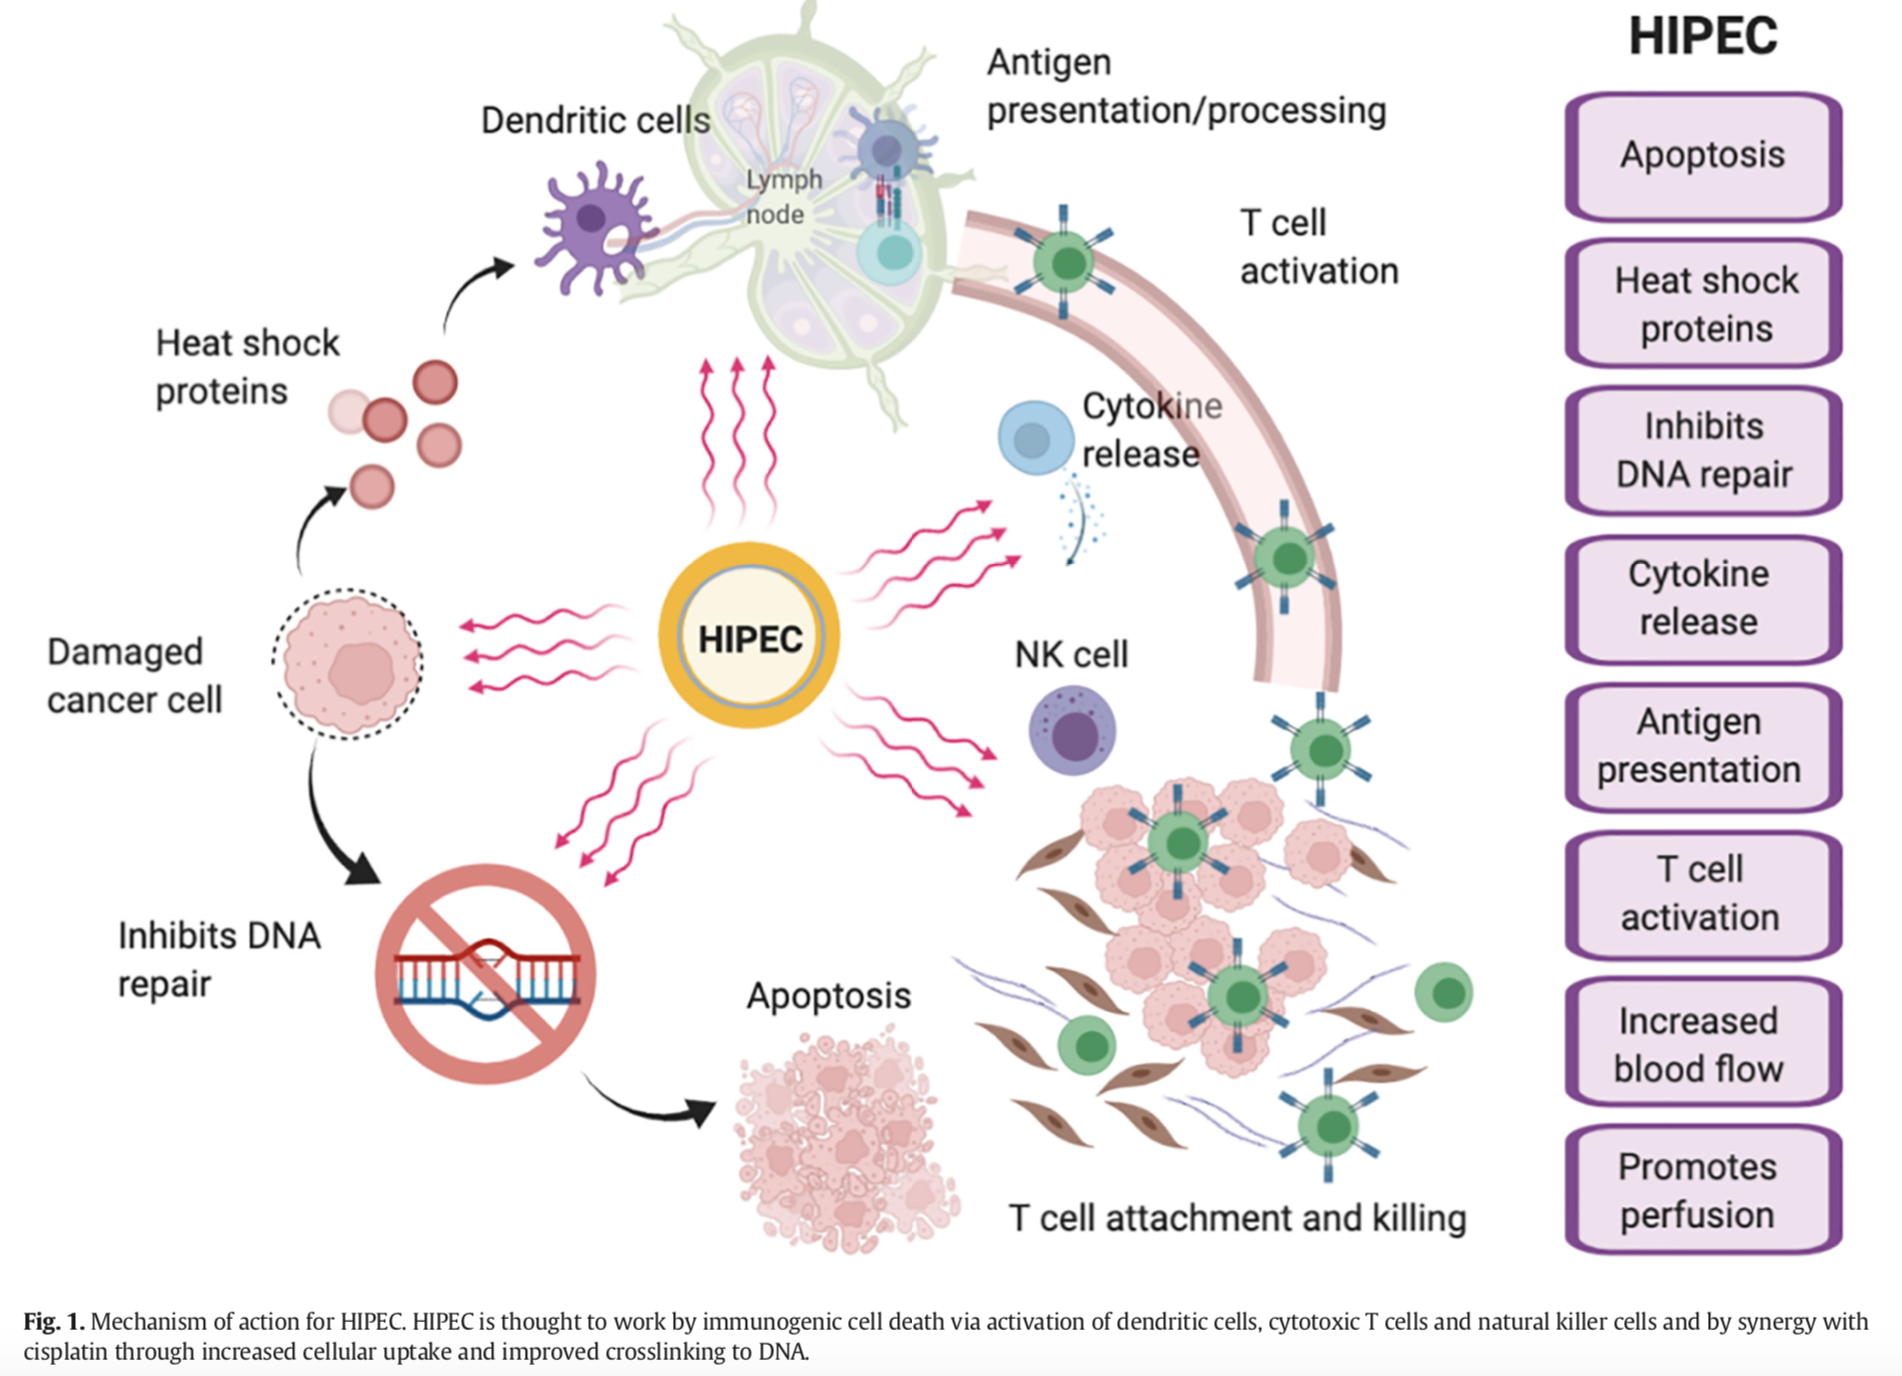 HIPEC
Antigen
presentation/processing
Dendritic cells
Lymph
node
T cell
activation
Heat shock
proteins
Cytokine
release
HIPEC
NK cell
Damaged
cancer cell
Inhibits DNA
repair
Apoptosis
T cell attachment and killing
Apoptosis
Heat shock
proteins
Inhibits
DNA repair
Cytokine
release
Antigen
presentation
T cell
activation
Increased
blood flow
Promotes
perfusion
Fig. 1. Mechanism of action for HIPEC. HIPEC is thought to work by immunogenic cell death via activation of dendritic cells, cytotoxic T cells and natural killer cells and by synergy with
cisplatin through increased cellular uptake and improved crosslinking to DNA.